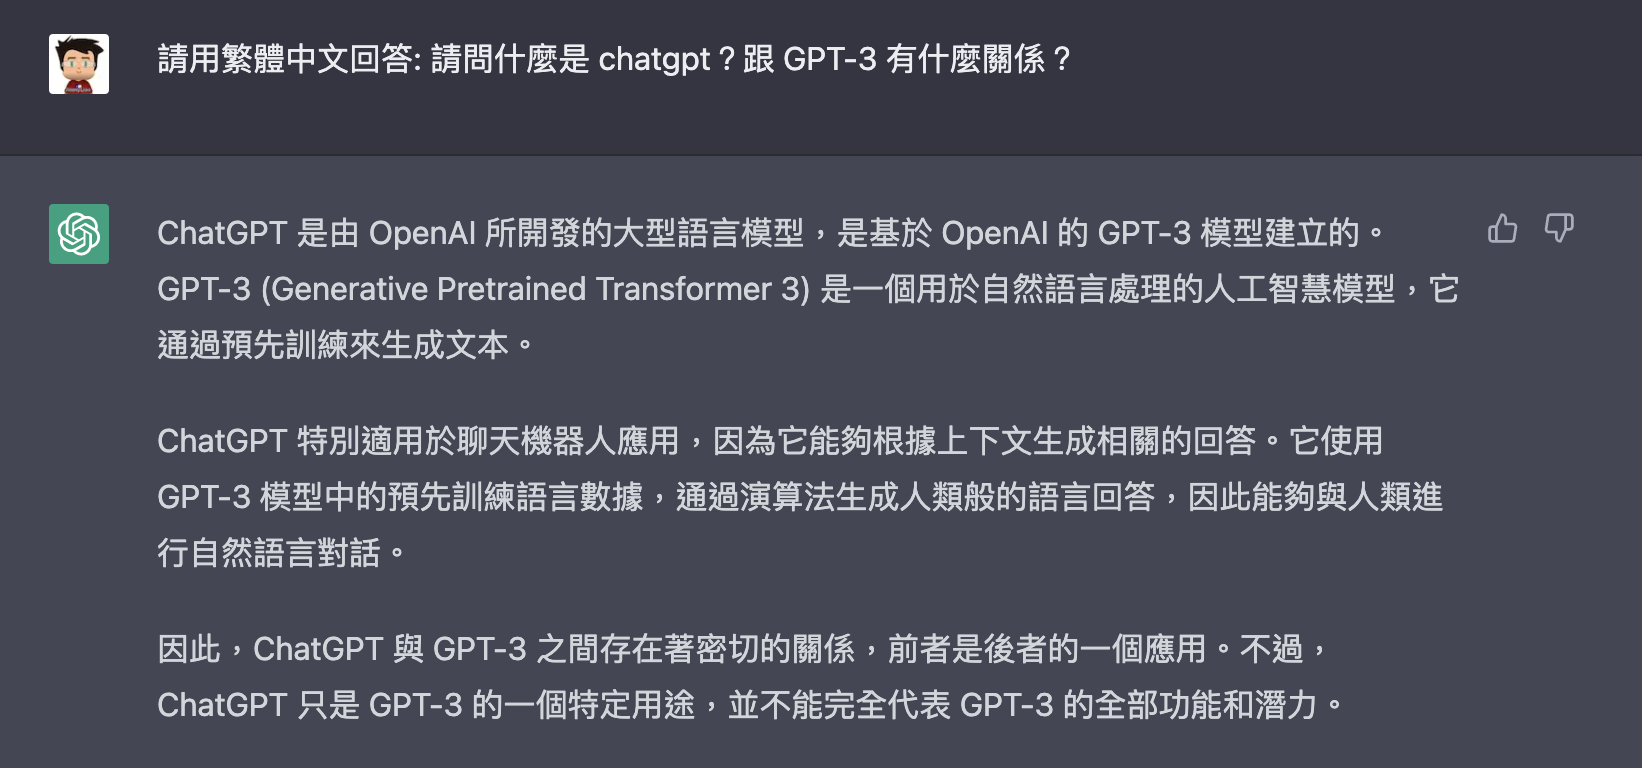 請用繁體中文回答: 請問什麼是 chatgpt？跟 GPT-3 有什麼關係？
ChatGPT 是由 OpenAI 所開發的大型語言模型，是基於 OpenAI 的 GPT-3 模型建立的。
GPT-3 (Generative Pretrained Transformer 3) 是一個用於自然語言處理的人工智慧模型，它
通過預先訓練來生成文本。
ChatGPT 特別適用於聊天機器人應用，因為它能夠根據上下文生成相關的回答。它使用
GPT-3 模型中的預先訓練語言數據，通過演算法生成人類般的語言回答，因此能夠與人類進
行自然語言對話。
因此，ChatGPT 與 GPT-3 之間存在著密切的關係，前者是後者的一個應用。不過，
ChatGPT 只是 GPT-3 的一個特定用途，並不能完全代表 GPT-3 的全部功能和潛力。